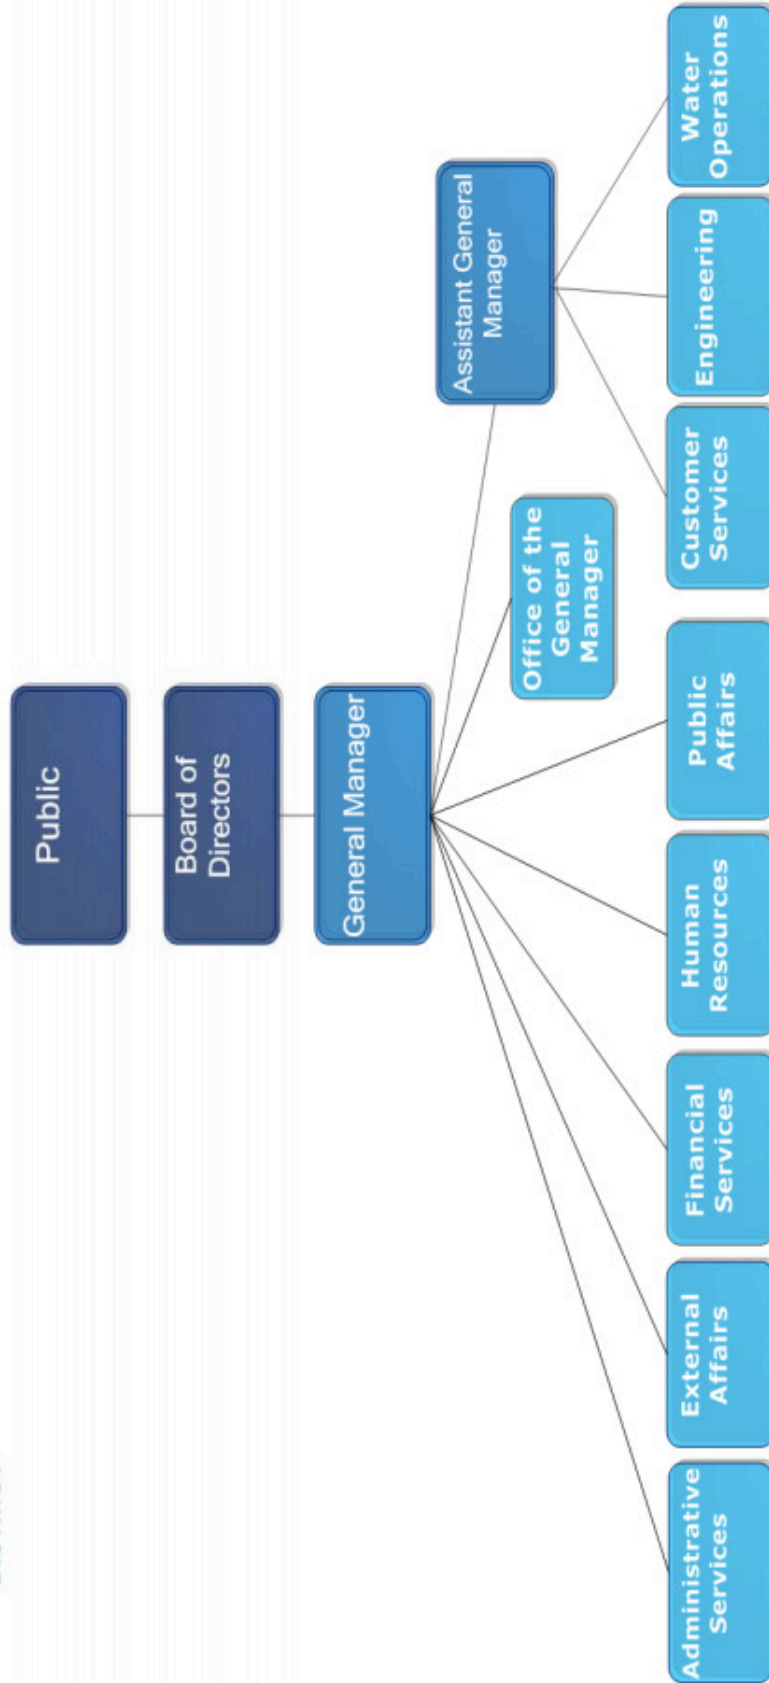 Public
Board of
Directors
General Manager
Assistant General
Manager
Office of the
General
Manager
Administrative
Services
External
Affairs
Financial
Services
Human
Resources
Public
Affairs
Customer
Services
Engineering
Water
Operations